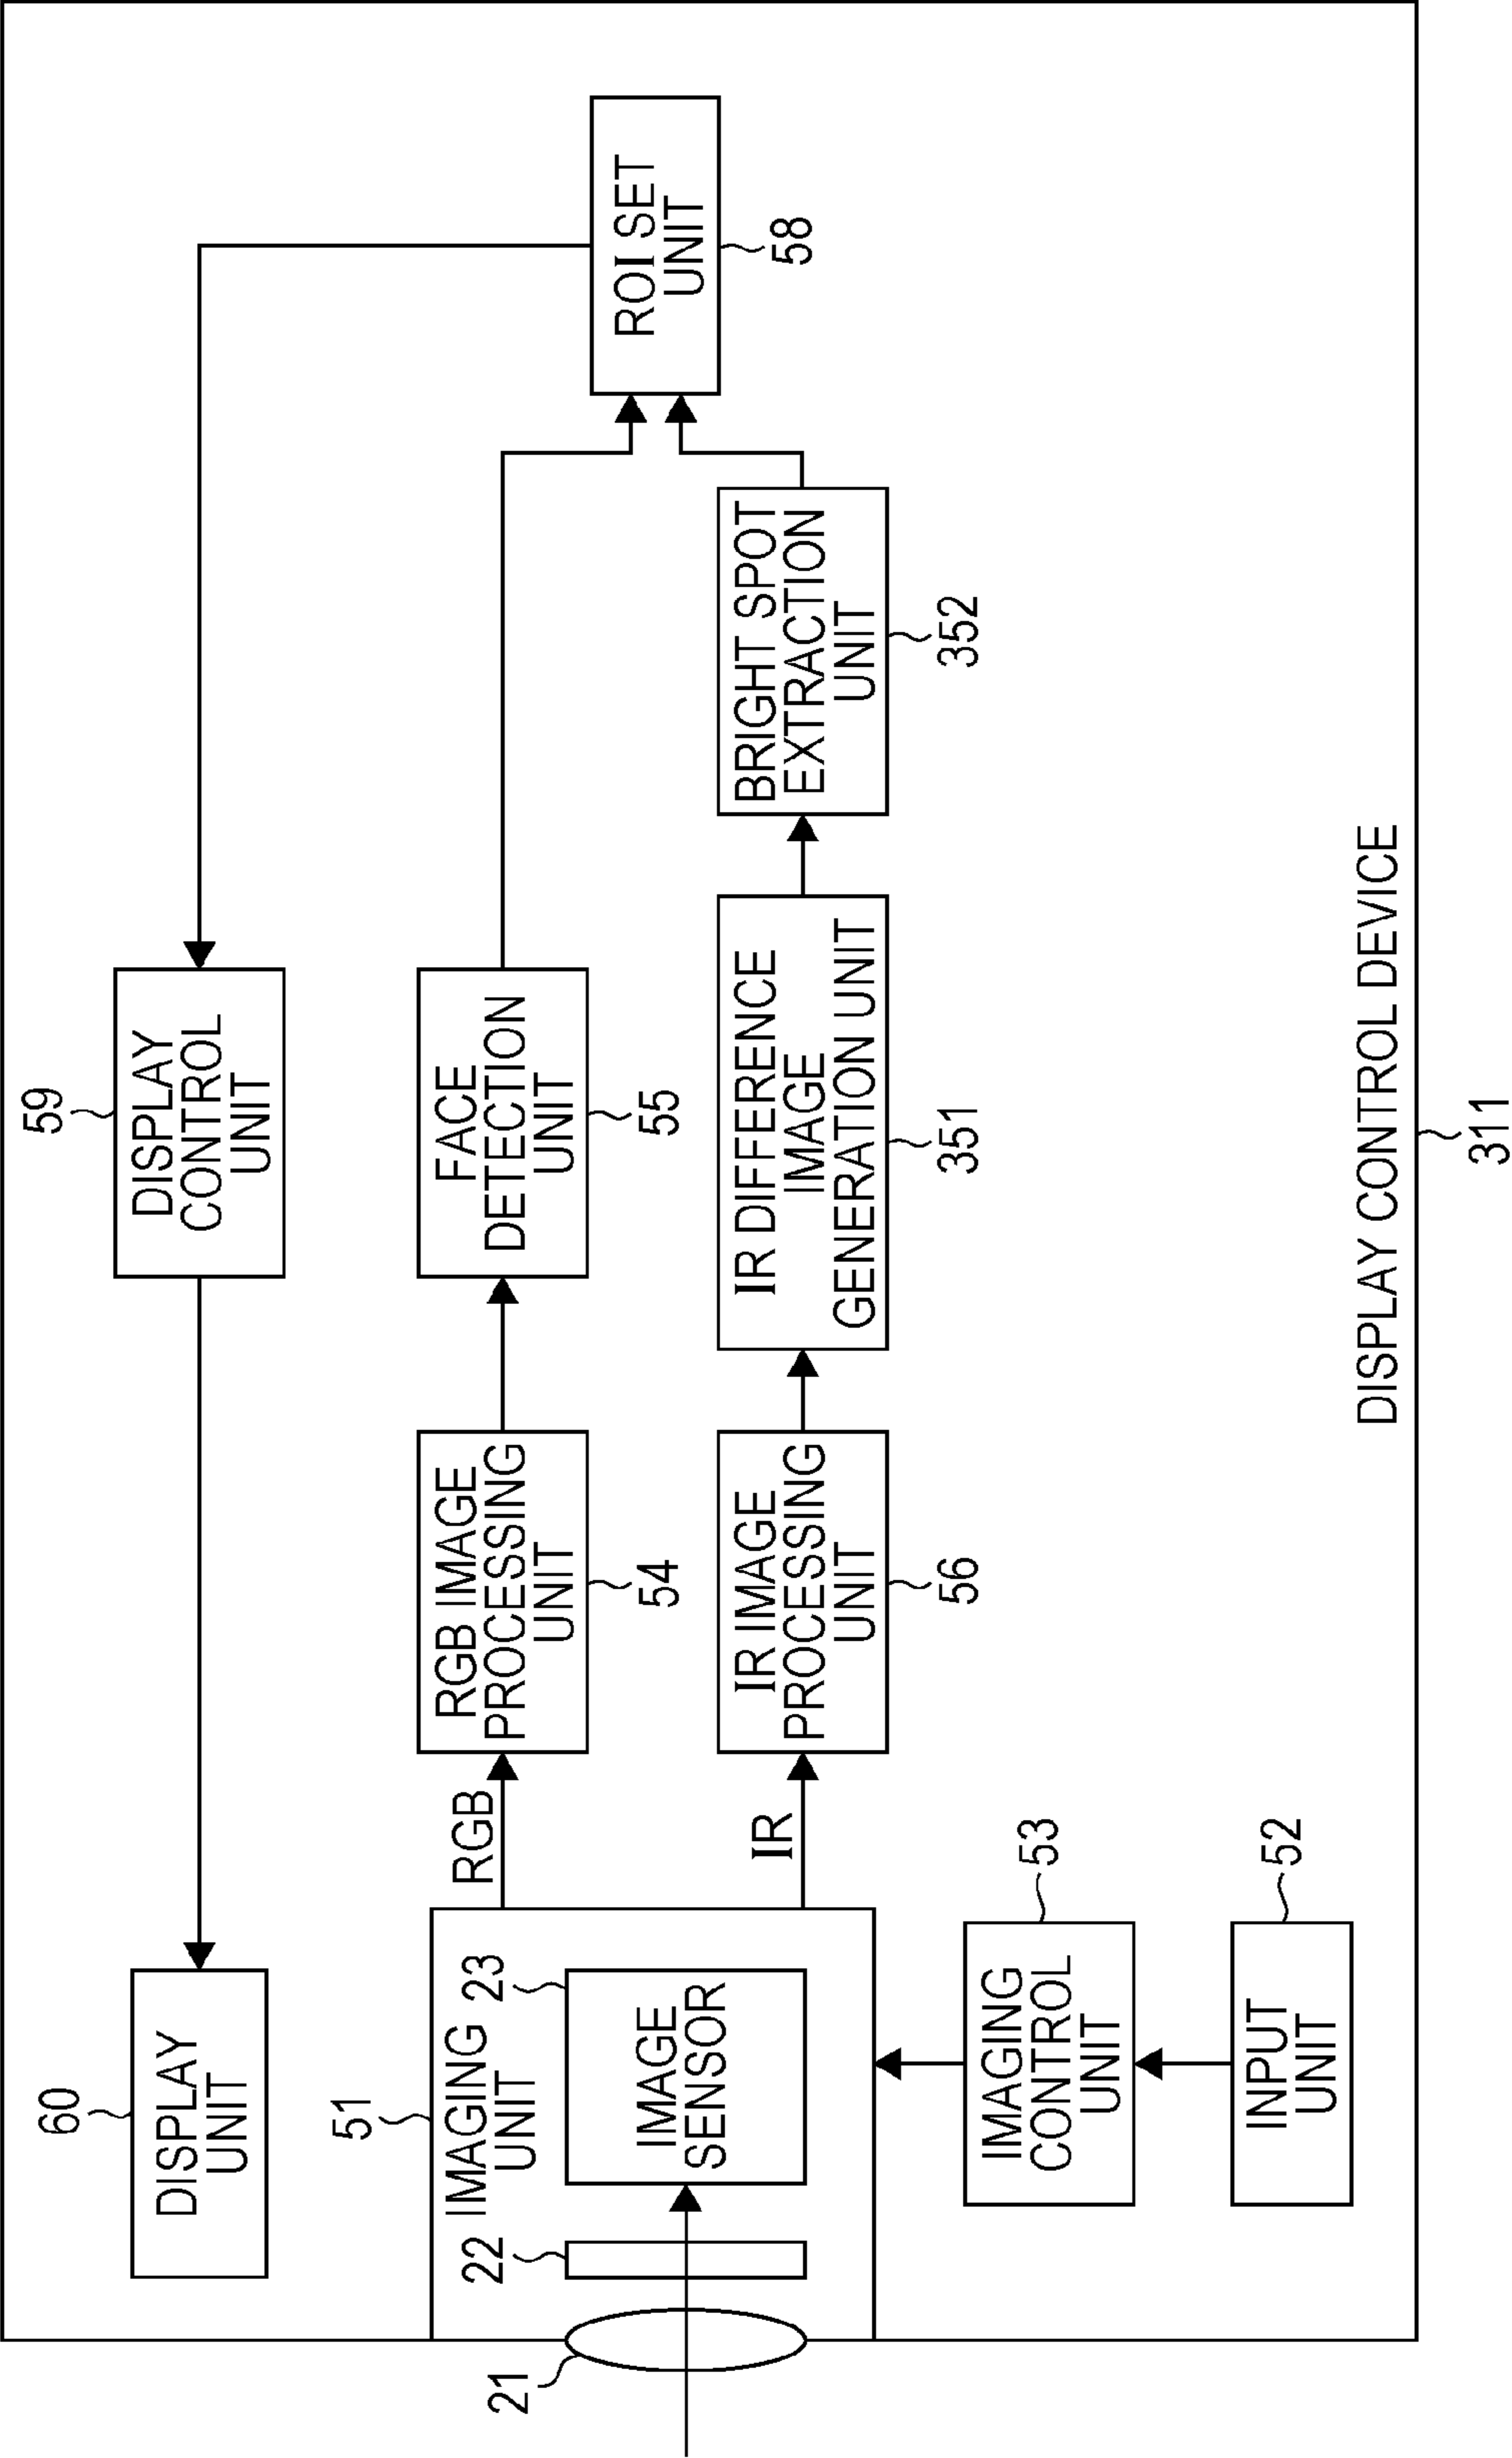 60
DISPLAY
UNIT
59
DISPLAY
CONTROL
UNIT
51
IMAGING
UNIT
21
22
23
IMAGE
SENSOR
RGB
RGB IMAGE
PROCESSING
UNIT
54
FACE
DETECTION
UNIT
55
ROI SET
UNIT
58
IR
IR IMAGE
PROCESSING
UNIT
56
IR DIFFERENCE
IMAGE
GENERATION UNIT
351
BRIGHT SPOT
EXTRACTION
UNIT
352
53
IMAGING
CONTROL
UNIT
52
INPUT
UNIT
DISPLAY CONTROL DEVICE
311